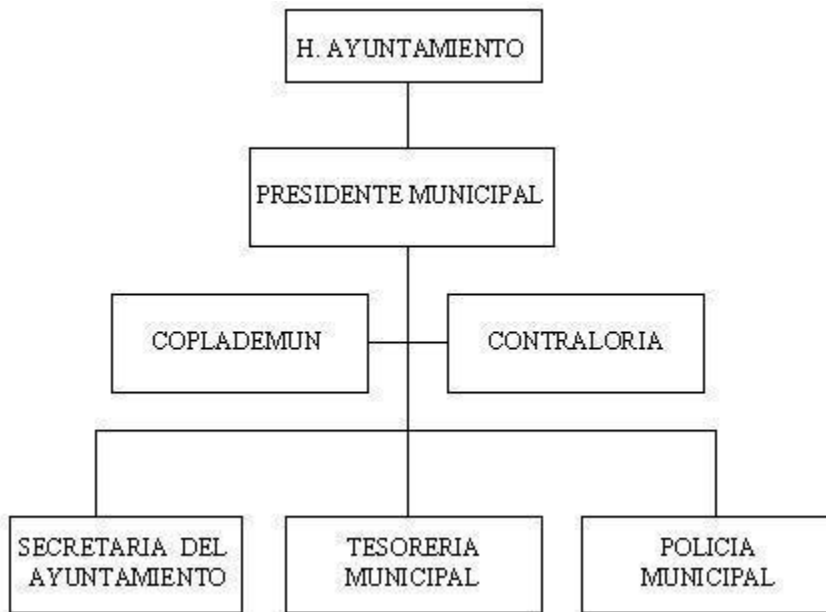 H. AYUNTAMIENTO
PRESIDENTE MUNICIPAL
COPLADEMUN
CONTRALORIA
SECRETARIA DEL
AYUNTAMIENTO
TESORERIA
MUNICIPAL
POLICIA
MUNICIPAL